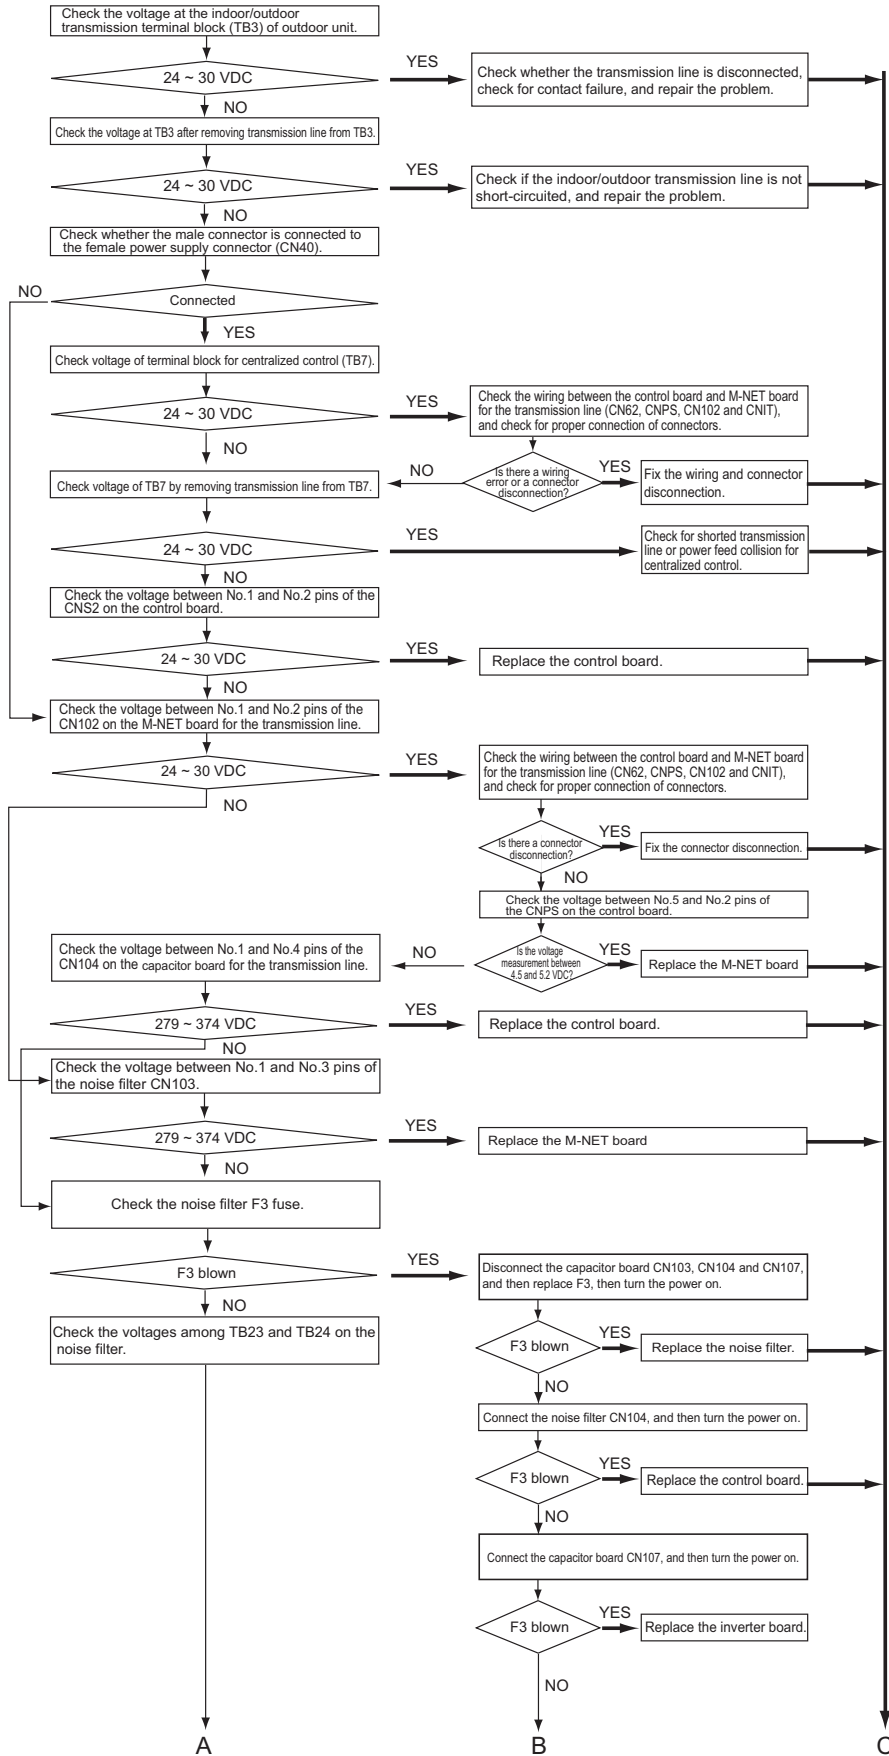 Check the voltage at the indoor/outdoor
transmission terminal block (TB3) of outdoor unit.
24 ~ 30 VDC
YES
Check whether the transmission line is disconnected,
check for contact failure, and repair the problem.
NO
Check the voltage at TB3 after removing transmission line from TB3.
24 ~ 30 VDC
YES
Check if the indoor/outdoor transmission line is not
short-circuited, and repair the problem.
NO
Check whether the male connector is connected to
the female power supply connector (CN40).
NO
Connected
YES
Check voltage of terminal block for centralized control (TB7).
24 ~ 30 VDC
YES
Check the wiring between the control board and M-NET board
for the transmission line (CN62, CNPS, CN102 and CNIT),
and check for proper connection of connectors.
NO
Is there a wiring
error or a connector
disconnection?
YES
Fix the wiring and connector
disconnection.
NO
Check voltage of TB7 by removing transmission line from TB7.
24 ~ 30 VDC
YES
Check for shorted transmission
line or power feed collision for
centralized control.
NO
Check the voltage between No.1 and No.2 pins of the
CNS2 on the control board.
24 ~ 30 VDC
YES
Replace the control board.
NO
Check the voltage between No.1 and No.2 pins of the
CN102 on the M-NET board for the transmission line.
24 ~ 30 VDC
YES
Check the wiring between the control board and M-NET board
for the transmission line (CN62, CNPS, CN102 and CNIT),
and check for proper connection of connectors.
NO
Is there a connector
disconnection?
YES
Fix the connector disconnection.
NO
Check the voltage between No.5 and No.2 pins of
the CNPS on the control board.
Is the voltage
measurement between
4.5 and 5.2 VDC?
YES
Replace the M-NET board
NO
Check the voltage between No.1 and No.4 pins of the
CN104 on the capacitor board for the transmission line.
279 ~ 374 VDC
YES
Replace the control board.
NO
Check the voltage between No.1 and No.3 pins of
the noise filter CN103.
279 ~ 374 VDC
YES
Replace the M-NET board
NO
Check the noise filter F3 fuse.
F3 blown
YES
Disconnect the capacitor board CN103, CN104 and CN107,
and then replace F3, then turn the power on.
NO
Check the voltages among TB23 and TB24 on the
noise filter.
F3 blown
YES
Replace the noise filter.
NO
Connect the noise filter CN104, and then turn the power on.
F3 blown
YES
Replace the control board.
NO
Connect the capacitor board CN107, and then turn the power on.
F3 blown
YES
Replace the inverter board.
NO
A
B
C